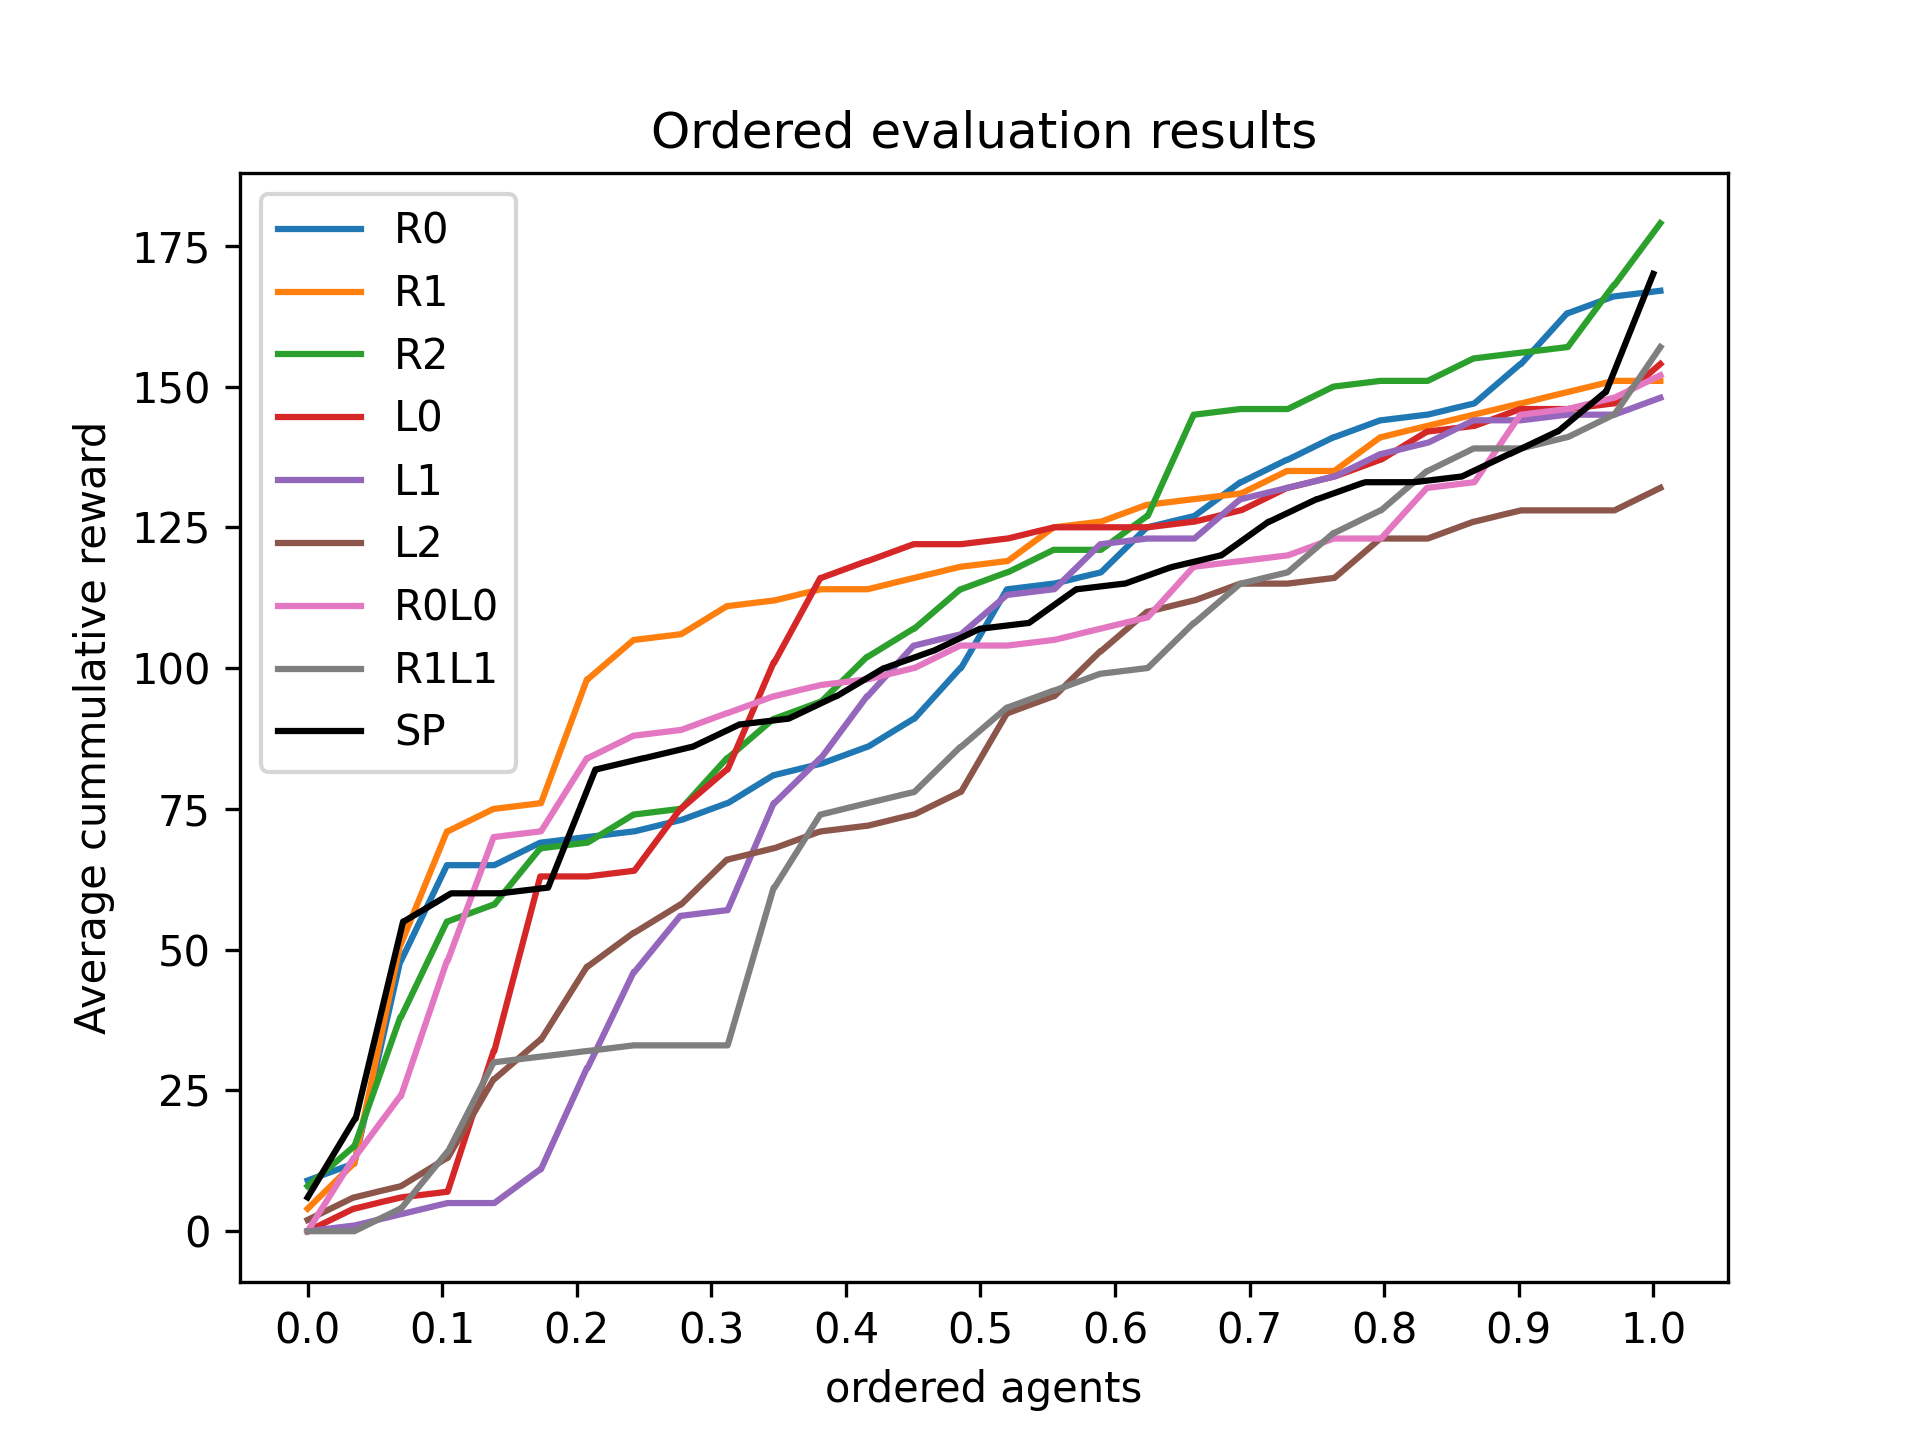 Ordered evaluation results
R0
R1
R2
L0
L1
L2
R0L0
R1L1
SP
175
150
125
100
75
50
25
0
Average cummulative reward
0.0 0.1 0.2 0.3 0.4 0.5 0.6 0.7 0.8 0.9 1.0
ordered agents